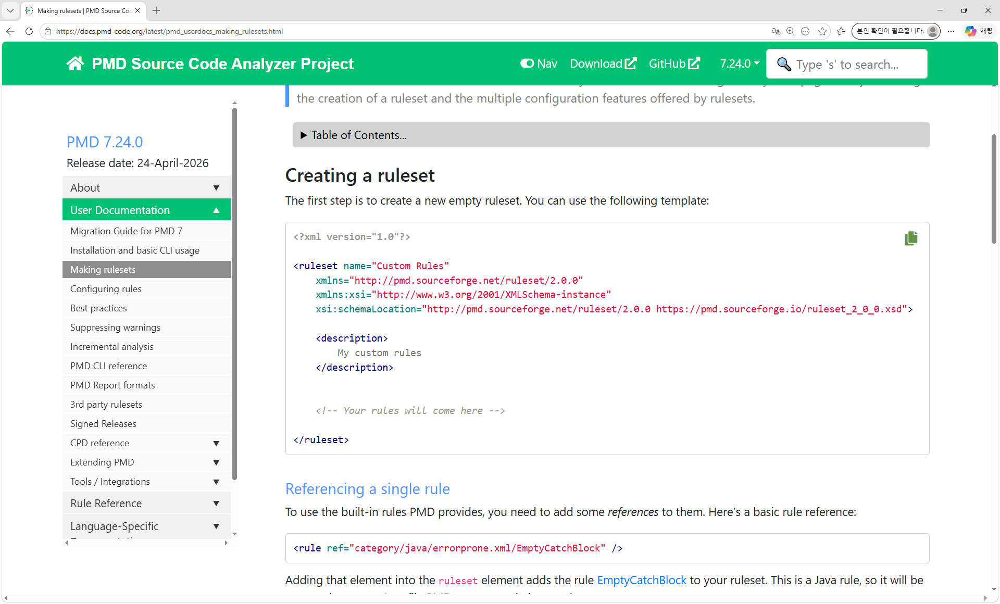 Making rulesets | PMD Source Cod
https://docs.pmd-code.org/latest/pmd_userdocs_making_rulesets.html
본인 확인이 필요합니다.
채팅
PMD Source Code Analyzer Project
Nav
Download
GitHub
7.24.0
Type 's' to search...
the creation of a ruleset and the multiple configuration features offered by rulesets.
Table of Contents...
PMD 7.24.0
Release date: 24-April-2026
About
User Documentation
Migration Guide for PMD 7
Installation and basic CLI usage
Making rulesets
Configuring rules
Best practices
Suppressing warnings
Incremental analysis
PMD CLI reference
PMD Report formats
3rd party rulesets
Signed Releases
CPD reference
Extending PMD
Tools / Integrations
Rule Reference
Language-Specific
Creating a ruleset
The first step is to create a new empty ruleset. You can use the following template:
<?xml version="1.0"?>
<ruleset name="Custom Rules"
xmlns="http://pmd.sourceforge.net/ruleset/2.0.0"
xmlns:xsi="http://www.w3.org/2001/XMLSchema-instance"
xsi:schemaLocation="http://pmd.sourceforge.net/ruleset/2.0.0 https://pmd.sourceforge.io/ruleset_2_0_0.xsd">
<description>
My custom rules
</description>
<!-- Your rules will come here -->
</ruleset>
Referencing a single rule
To use the built-in rules PMD provides, you need to add some references to them. Here’s a basic rule reference:
<rule ref="category/java/errorprone.xml/EmptyCatchBlock" />
Adding that element into the ruleset element adds the rule EmptyCatchBlock to your ruleset. This is a Java rule, so it will be